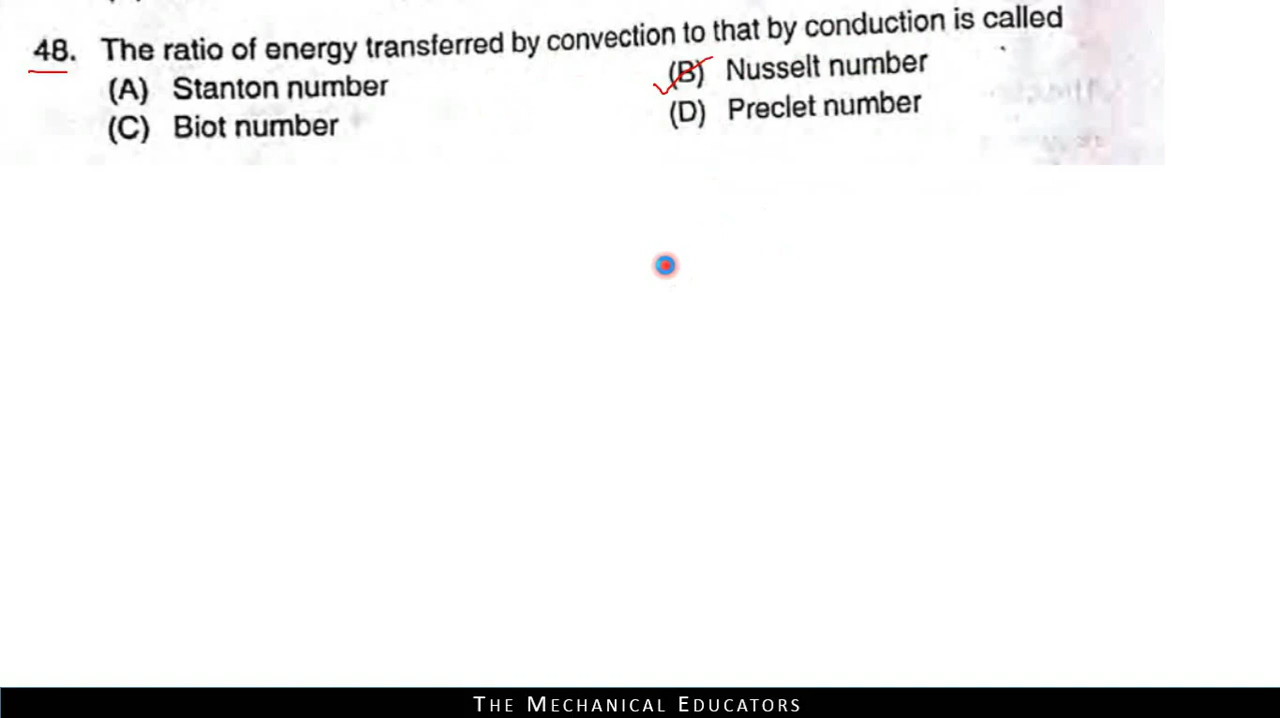 48. The ratio of energy transferred by convection to that by conduction is called
(A) Stanton number (B) Nusselt number
(C) Biot number (D) Preclet number
THE MECHANICAL EDUCATORS